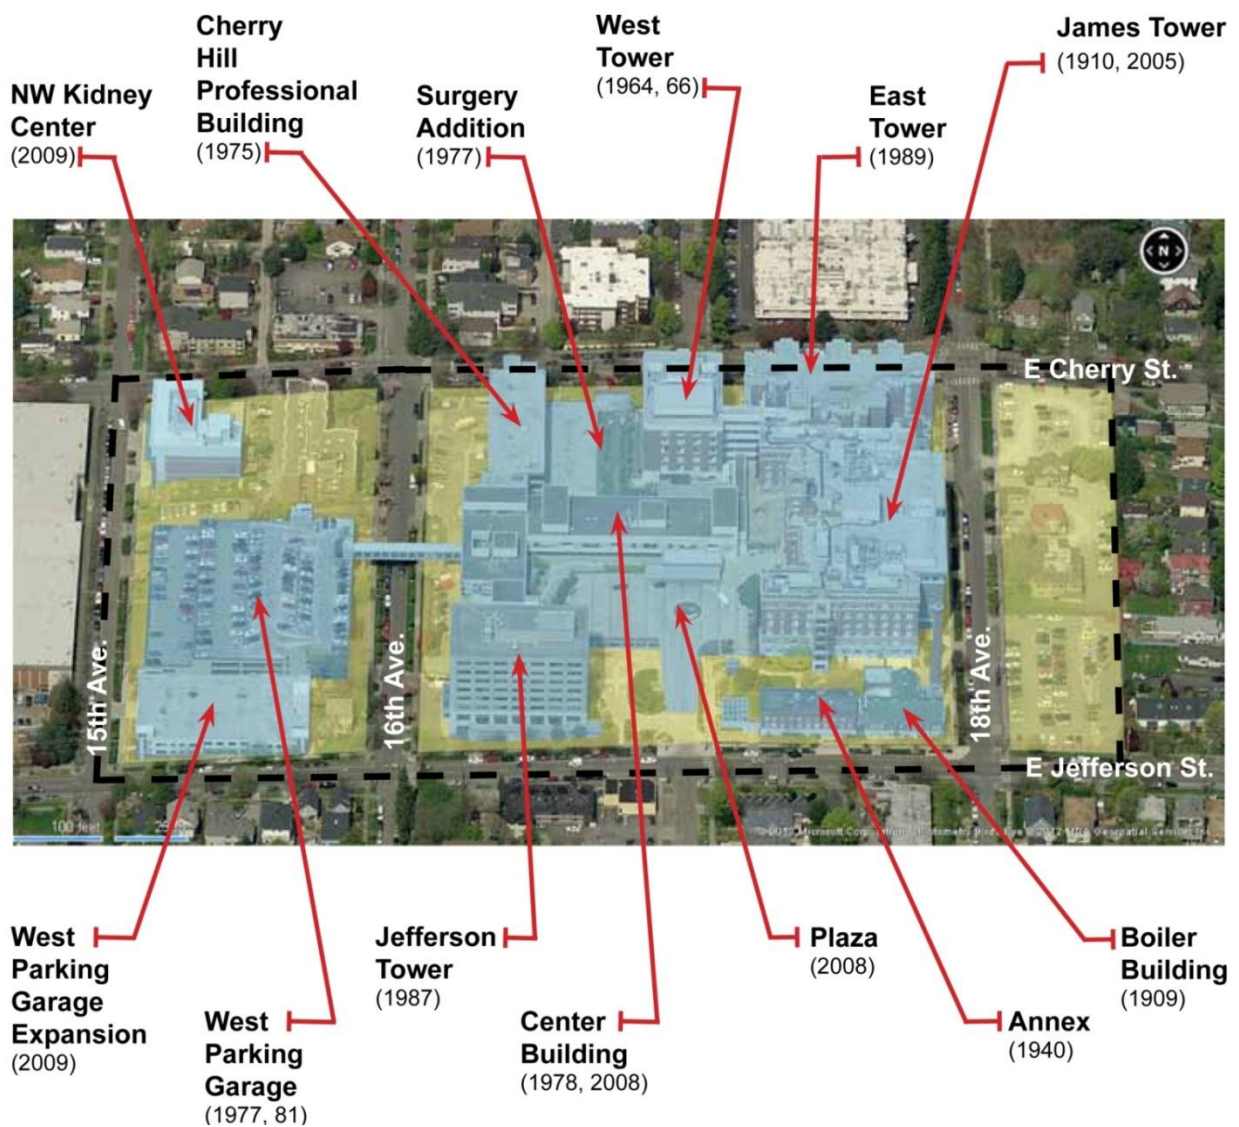 Cherry
Hill
Professional
Building
(1975)
West
Tower
(1964, 66)
James Tower
(1910, 2005)
NW Kidney
Center
(2009)
Surgery
Addition
(1977)
East
Tower
(1989)
N
E Cherry St.
15th Ave.
16th Ave.
18th Ave.
E Jefferson St.
100 feet
West
Parking
Garage
Expansion
(2009)
West
Parking
Garage
(1977, 81)
Jefferson
Tower
(1987)
Center
Building
(1978, 2008)
Plaza
(2008)
Annex
(1940)
Boiler
Building
(1909)